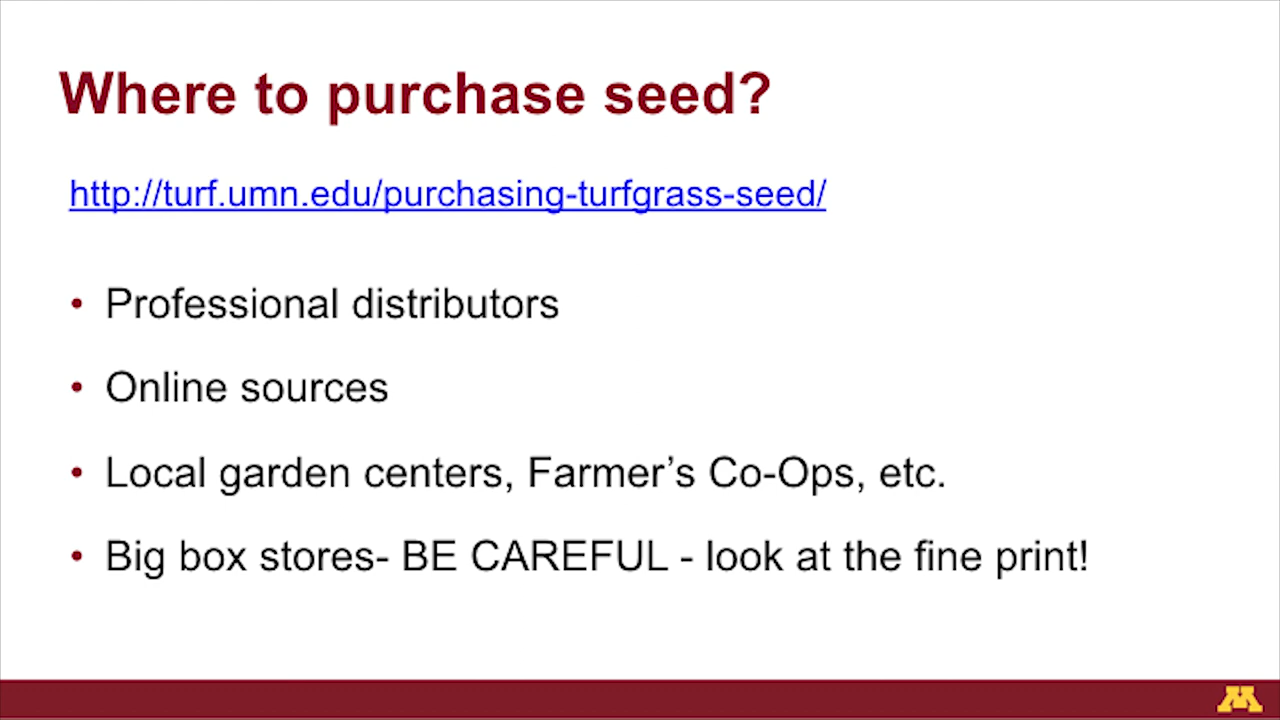 Where to purchase seed?
http://turf.umn.edu/purchasing-turfgrass-seed/
• Professional distributors
• Online sources
• Local garden centers, Farmer’s Co-Ops, etc.
• Big box stores- BE CAREFUL - look at the fine print!
M